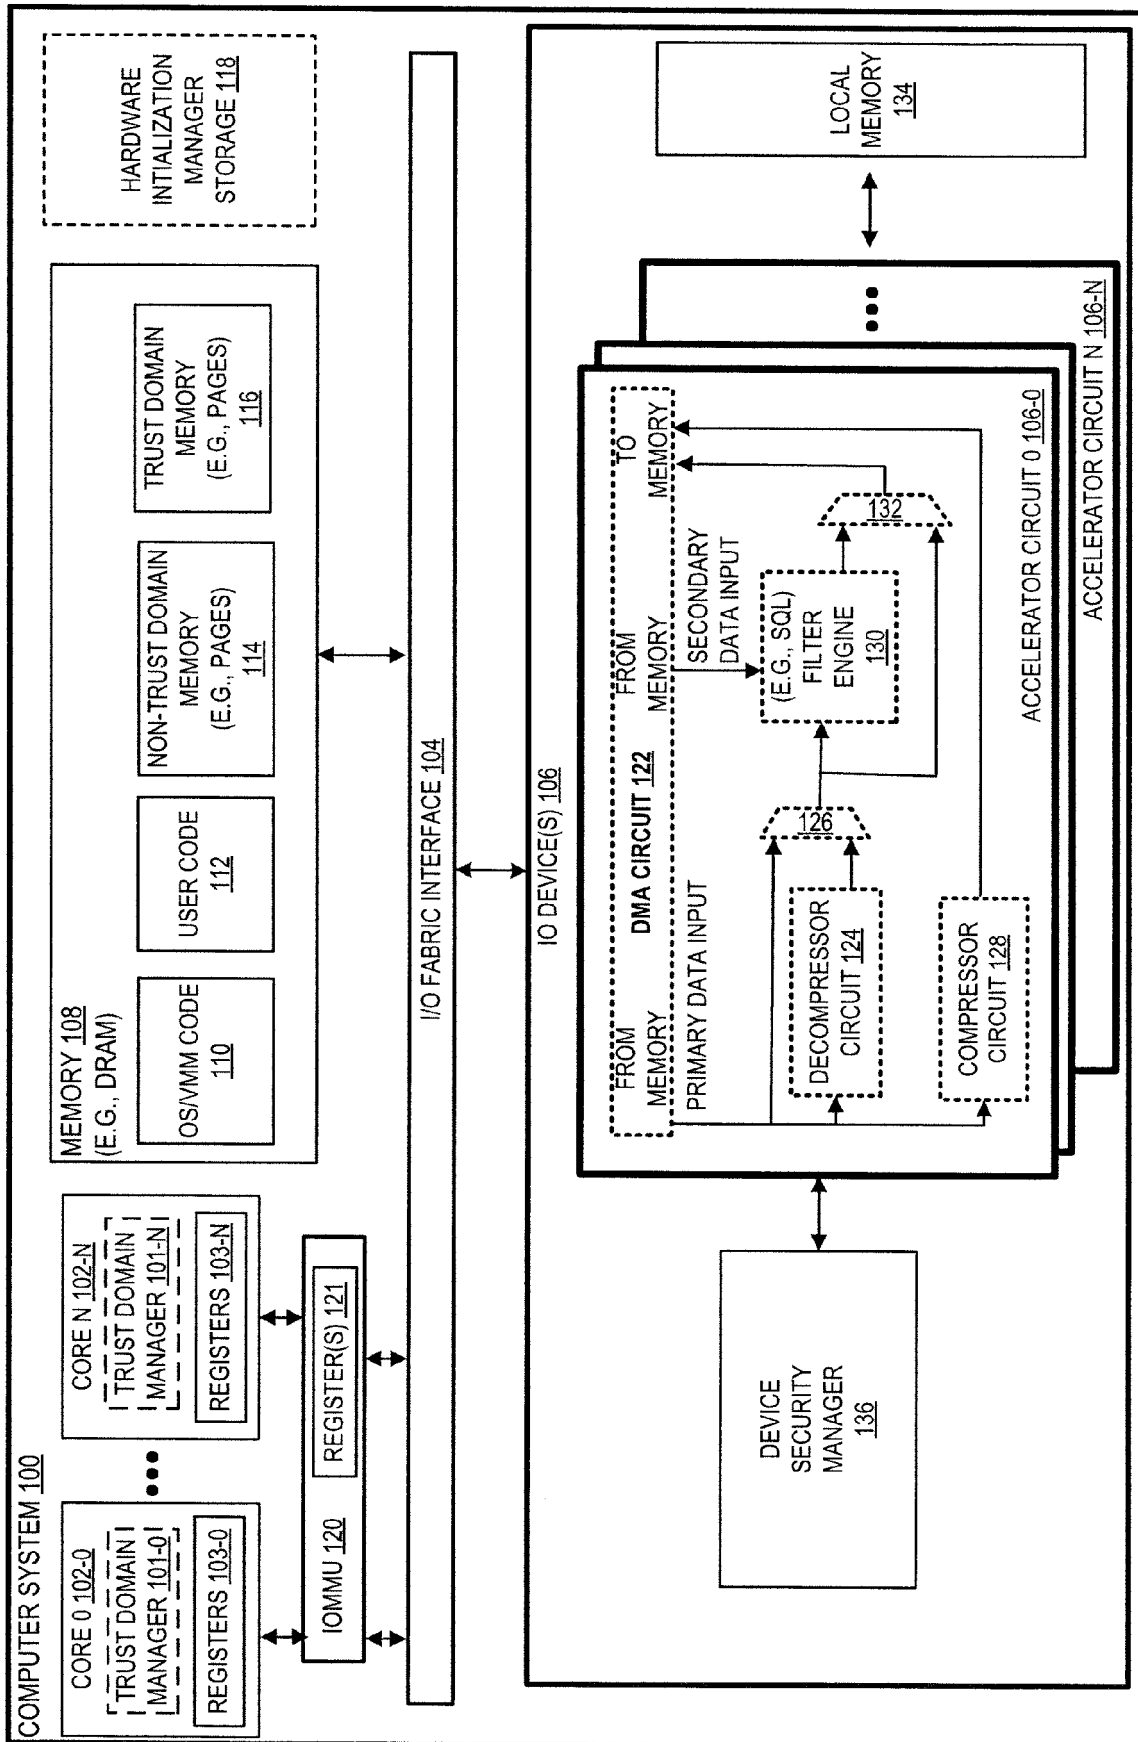 COMPUTER SYSTEM 100
CORE 0 102-0
TRUST DOMAIN
MANAGER 101-0
REGISTERS 103-0
CORE N 102-N
TRUST DOMAIN
MANAGER 101-N
REGISTERS 103-N
IOMMU 120
REGISTER(S) 121
MEMORY 108
(E.G., DRAM)
OS/VMM CODE
110
USER CODE
112
NON-TRUST DOMAIN
MEMORY
(E.G., PAGES)
114
TRUST DOMAIN
MEMORY
(E.G., PAGES)
116
HARDWARE
INTIALIZATION
MANAGER
STORAGE 118
I/O FABRIC INTERFACE 104
IO DEVICE(S) 106
DEVICE
SECURITY
MANAGER
136
FROM
MEMORY
DMA CIRCUIT 122
FROM
MEMORY
TO
MEMORY
PRIMARY DATA INPUT
SECONDARY
DATA INPUT
DECOMPRESSOR
CIRCUIT 124
126
(E.G., SQL)
FILTER
ENGINE
130
132
COMPRESSOR
CIRCUIT 128
ACCELERATOR CIRCUIT 0 106-0
ACCELERATOR CIRCUIT N 106-N
LOCAL
MEMORY
134